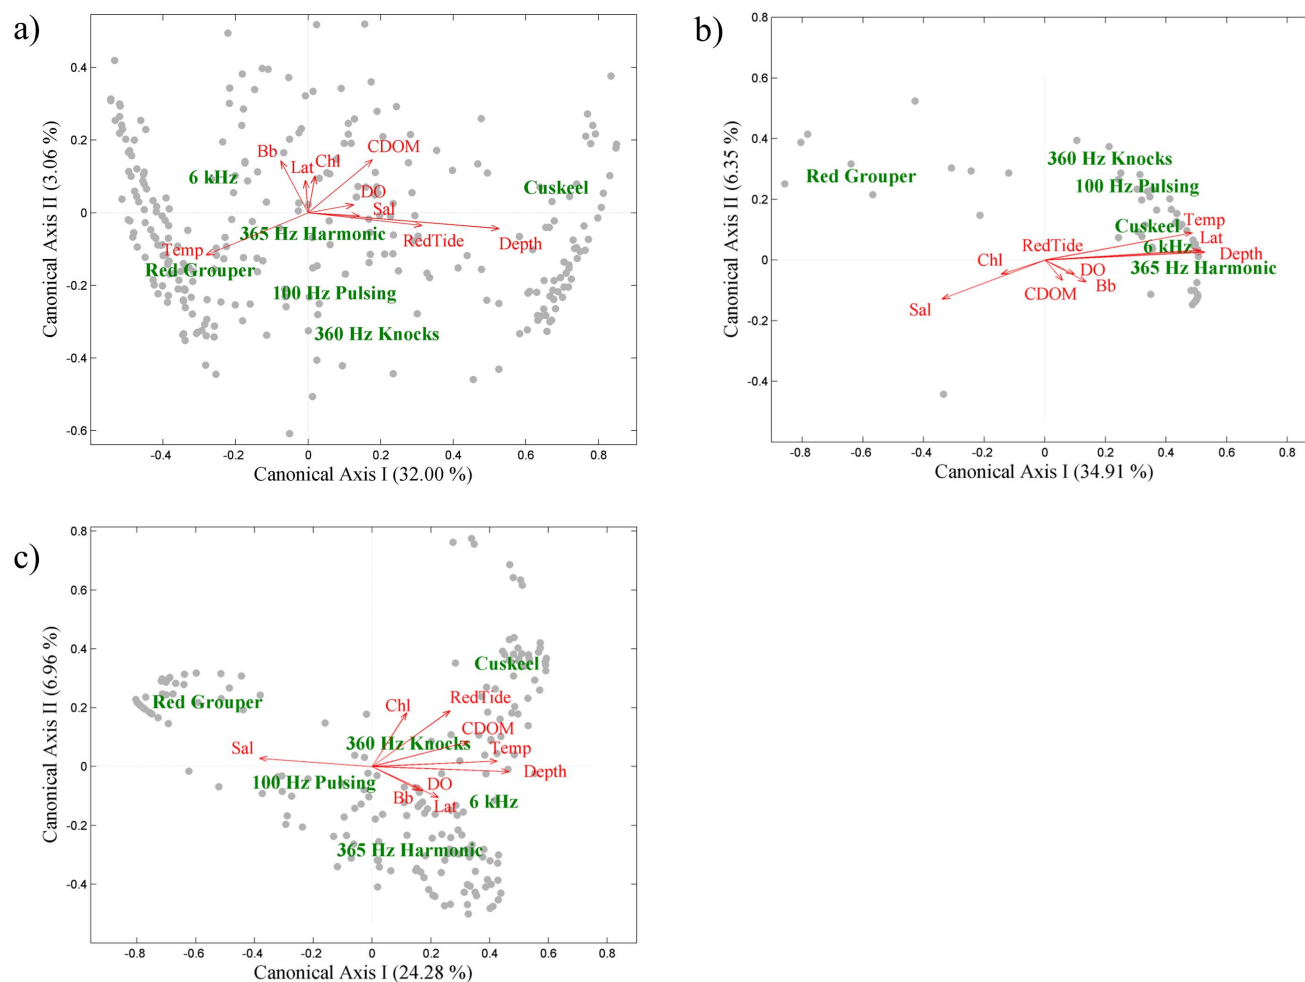 a)
Canonical Axis II (3.06 %)
0.4
0.2
0
-0.2
-0.4
-0.6
-0.4
-0.2
0
0.2
0.4
0.6
0.8
Canonical Axis I (32.00 %)
Bb
Lat
Chl
CDOM
6 kHz
DO
Sal
Cuskeel
365 Hz Harmonic
RedTide
Depth
Temp
Red Grouper
100 Hz Pulsing
360 Hz Knocks
b)
Canonical Axis II (6.35 %)
0.8
0.6
0.4
0.2
0
-0.2
-0.4
-0.8
-0.6
-0.4
-0.2
0
0.2
0.4
0.6
0.8
Canonical Axis I (34.91 %)
360 Hz Knocks
Red Grouper
100 Hz Pulsing
Cuskeel
Temp
Lat
RedTide
6 kHz
Depth
Chl
DO
365 Hz Harmonic
CDOM
Bb
Sal
c)
Canonical Axis II (6.96 %)
0.8
0.6
0.4
0.2
0
-0.2
-0.4
-0.8
-0.6
-0.4
-0.2
0
0.2
0.4
0.6
0.8
Canonical Axis I (24.28 %)
Cuskeel
Red Grouper
Chl
RedTide
CDOM
Sal
360 Hz Knocks
Temp
Depth
100 Hz Pulsing
DO
Bb
Lat
6 kHz
365 Hz Harmonic